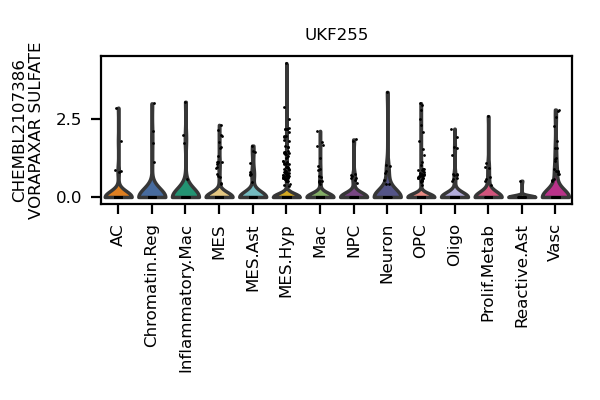 UKF255
CHEMBL2107386
VORAPAXAR SULFATE
2.5
0.0
AC
Chromatin.Reg
Inflammatory.Mac
MES
MES.Ast
MES.Hyp
Mac
NPC
Neuron
OPC
Oligo
Prolif.Metab
Reactive.Ast
Vasc